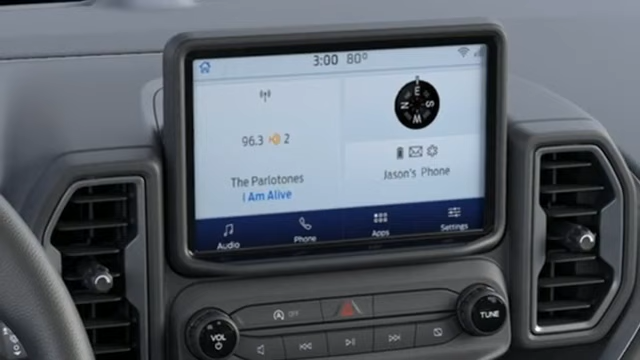 3:00 80°
E
N S
W
96.3 2
The Parlotones
I Am Alive
Jason's Phone
Audio Phone Apps Settings
OFF
VOL
TUNE